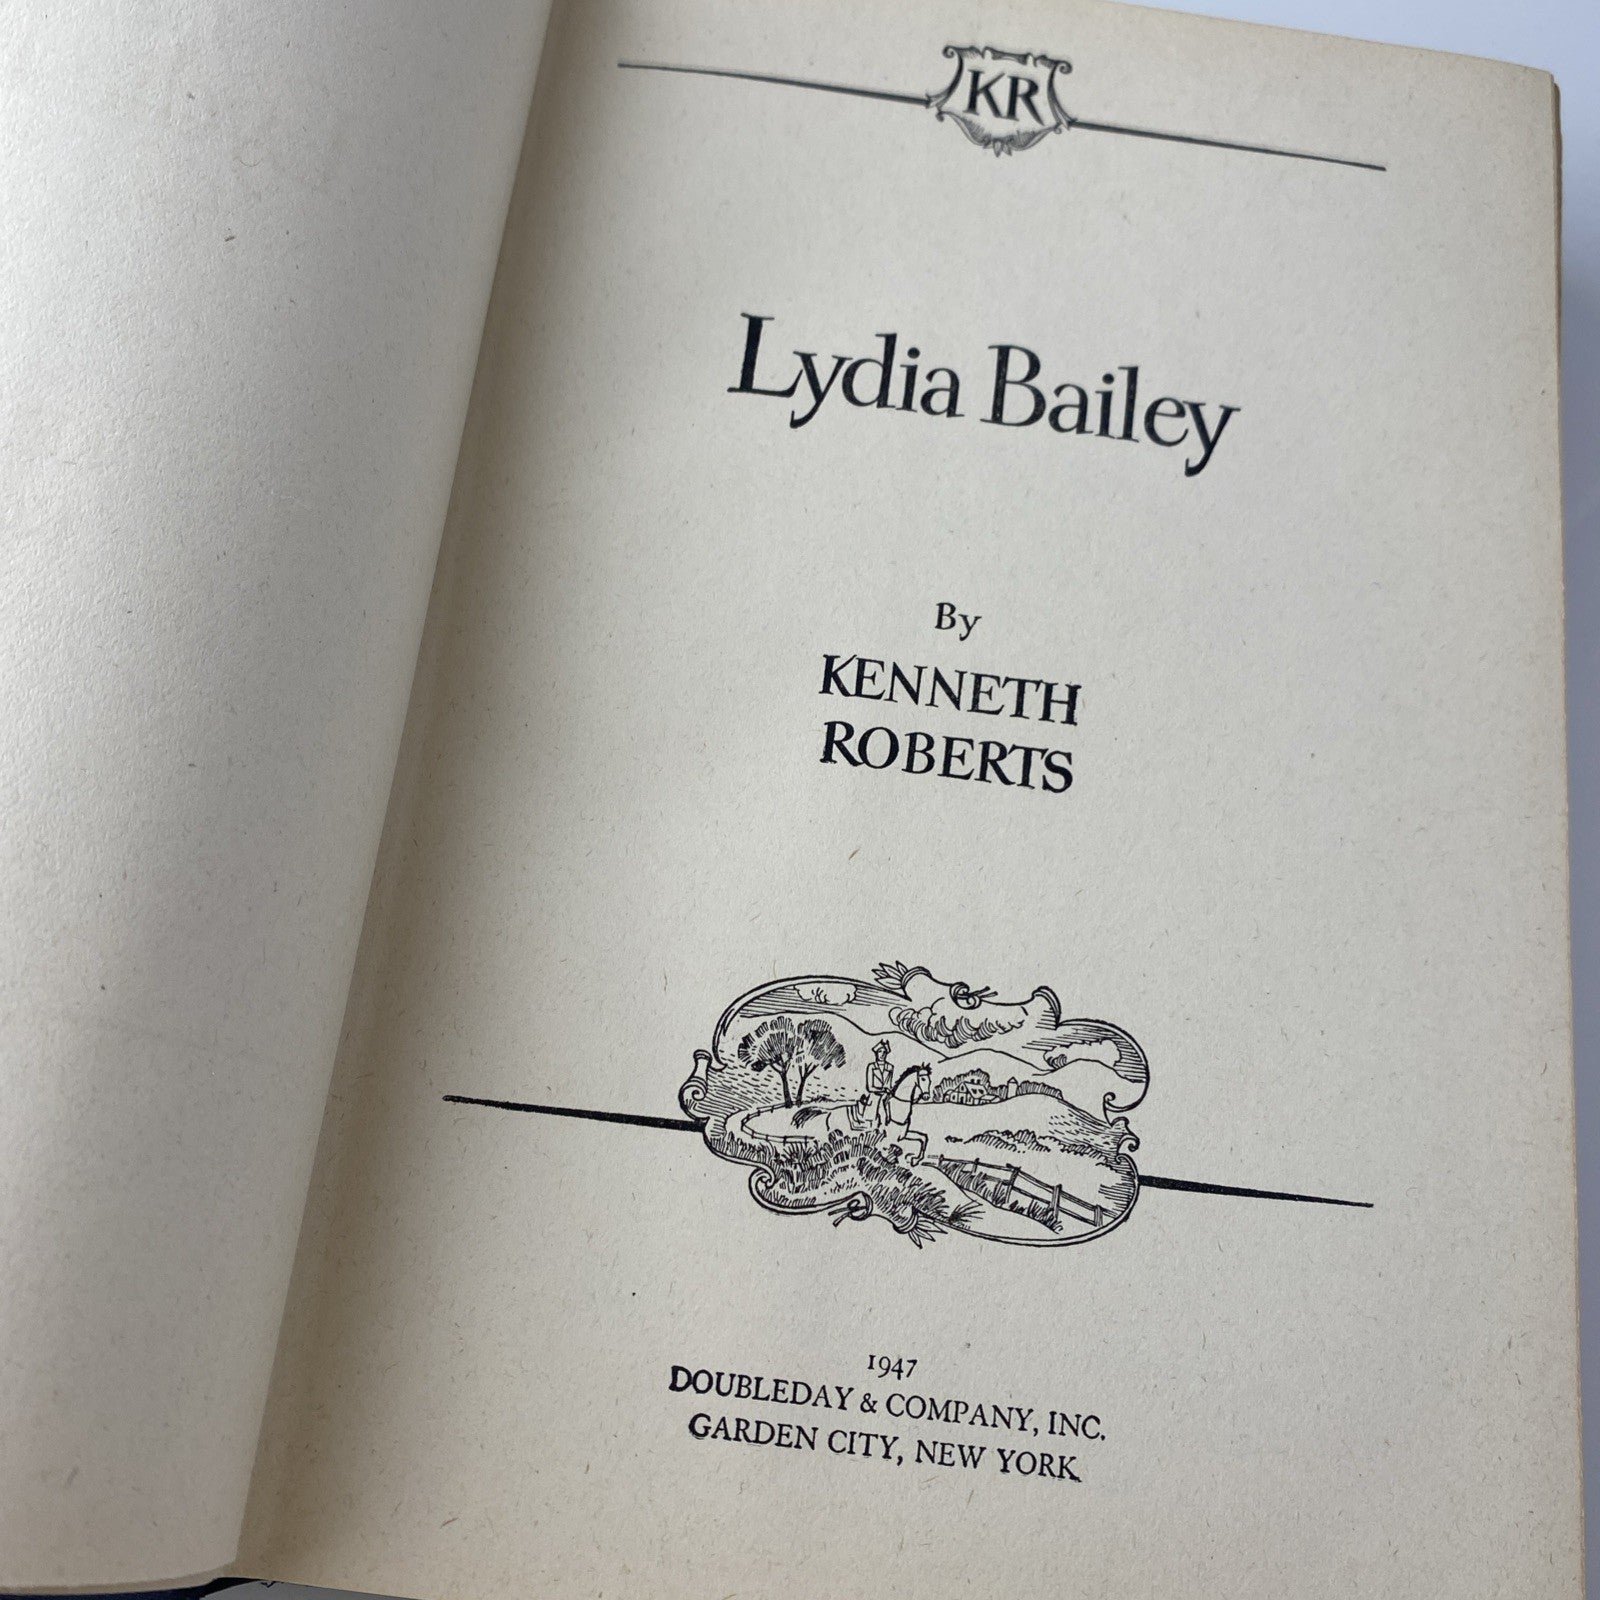 KR
Lydia Bailey
By
KENNETH
ROBERTS
1947
DOUBLEDAY & COMPANY, INC.
GARDEN CITY, NEW YORK